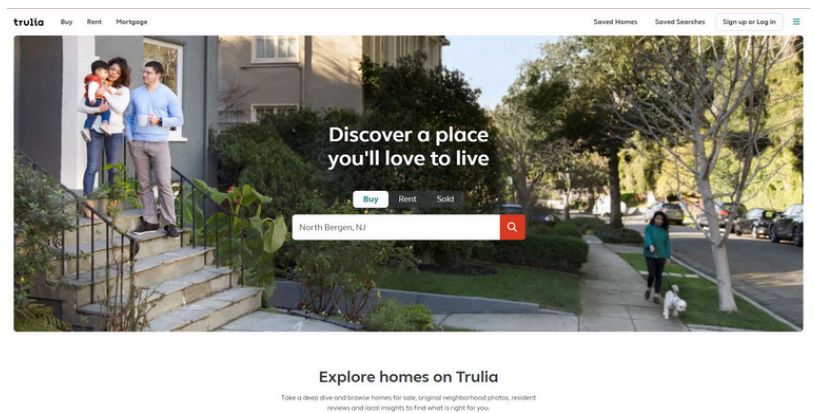 trulia Buy Rent Mortgage Saved Homes Saved Searches Sign up or Log in
Discover a place
you'll love to live
Buy Rent Sold
North Bergen, NJ
Explore homes on Trulia
Take a deep dive and browse homes for sale, original neighborhood photos, resident
reviews and local insights to find what is right for you.